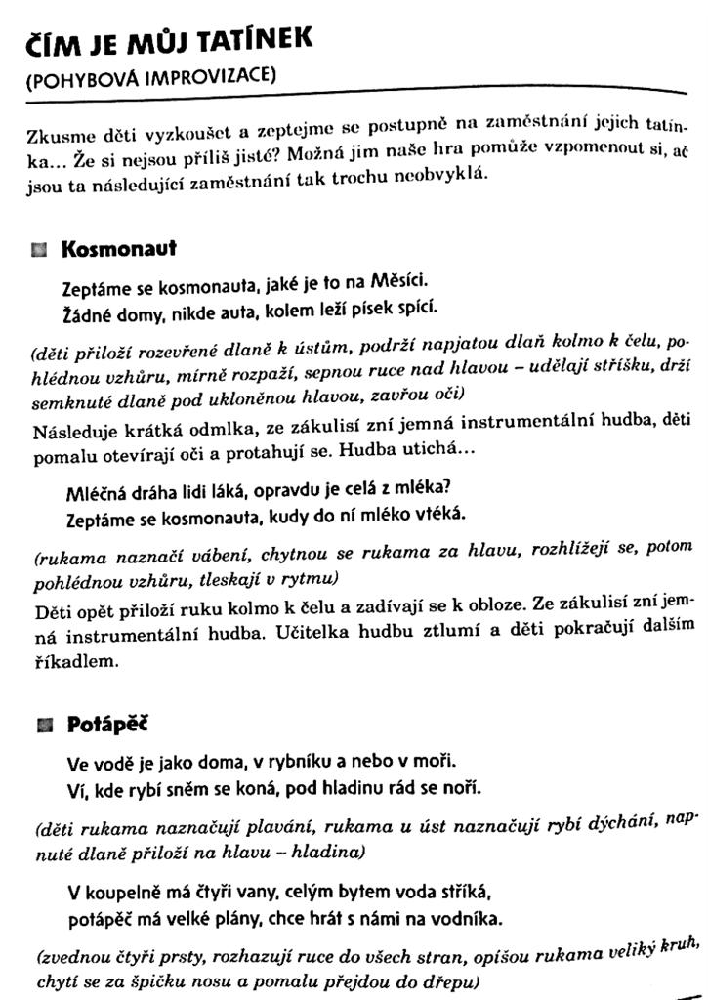 ČÍM JE MŮJ TATÍNEK
(POHYBOVÁ IMPROVIZACE)
Zkusme děti vyzkoušet a zeptejme se postupně na zaměstnání jejich tatín-
ka... Že si nejsou příliš jisté? Možná jim naše hra pomůže vzpomenout si, ač
jsou ta následující zaměstnání tak trochu neobvyklá.
Kosmonaut
Zeptáme se kosmonauta, jaké je to na Měsíci.
Žádné domy, nikde auta, kolem leží písek spící.
(děti přiloží rozevřené dlaně k ústům, podrží napjatou dlaň kolmo k čelu, po-
hlédnou vzhůru, mírně rozpaží, sepnou ruce nad hlavou – udělají stříšku, drží
semknuté dlaně pod ukloněnou hlavou, zavřou oči)
Následuje krátká odmlka, ze zákulisí zní jemná instrumentální hudba, děti
pomalu otevírají oči a protahují se. Hudba utichá...
Mléčná dráha lidi láká, opravdu je celá z mléka?
Zeptáme se kosmonauta, kudy do ní mléko vtéká.
(rukama naznačí vábení, chytnou se rukama za hlavu, rozhlížejí se, potom
pohlédnou vzhůru, tleskají v rytmu)
Děti opět přiloží ruku kolmo k čelu a zadívají se k obloze. Ze zákulisí zní jem-
ná instrumentální hudba. Učitelka hudbu ztlumí a děti pokračují dalším
říkadlem.
Potápěč
Ve vodě je jako doma, v rybníku a nebo v moři.
Ví, kde rybí sněm se koná, pod hladinu rád se noří.
(děti rukama naznačují plavání, rukama u úst naznačují rybí dýchání, nap-
nuté dlaně přiloží na hlavu – hladina)
V koupelně má čtyři vany, celým bytem voda stříká,
potápěč má velké plány, chce hrát s námi na vodníka.
(zvednou čtyři prsty, rozhazují ruce do všech stran, opíšou rukama veliký kruh,
chytí se za špičku nosu a pomalu přejdou do dřepu)